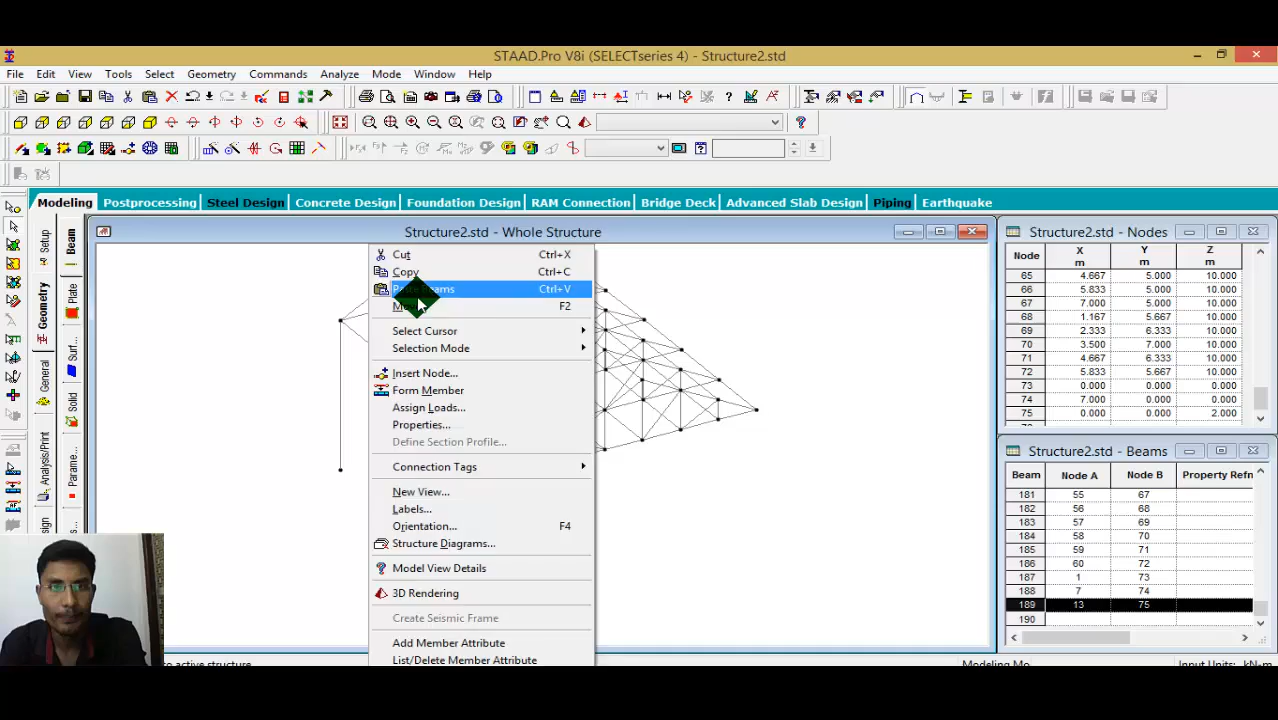 STAAD.Pro V8i (SELECTseries 4) - Structure2.std
File Edit View Tools Select Geometry Commands Analyze Mode Window Help
Modeling Postprocessing Steel Design Concrete Design Foundation Design RAM Connection Bridge Deck Advanced Slab Design Piping Earthquake
Setup
Geometry
General
Analysis/Print
Design
Beam
Plate
Surf...
Solid
Parame...
Structure2.std - Whole Structure
Cut Ctrl+X
Copy Ctrl+C
Beams Ctrl+V
F2
Select Cursor
Selection Mode
Insert Node...
Form Member
Assign Loads...
Properties...
Define Section Profile...
Connection Tags
New View...
Labels...
Orientation... F4
Structure Diagrams...
Model View Details
3D Rendering
Create Seismic Frame
Add Member Attribute
List/Delete Member Attribute
Structure2.std - Nodes
Node X m Y m Z m
65 4.667 5.000 10.000
66 5.833 5.000 10.000
67 7.000 5.000 10.000
68 1.167 5.667 10.000
69 2.333 6.333 10.000
70 3.500 7.000 10.000
71 4.667 6.333 10.000
72 5.833 5.667 10.000
73 0.000 0.000 0.000
74 7.000 0.000 0.000
75 0.000 0.000 2.000
Structure2.std - Beams
Beam Node A Node B Property Refn
181 55 67
182 56 68
183 57 69
184 58 70
185 59 71
186 60 72
187 1 73
188 7 74
189 13 75
190
to active structure
Modeling Mo
Input Units: kN-m